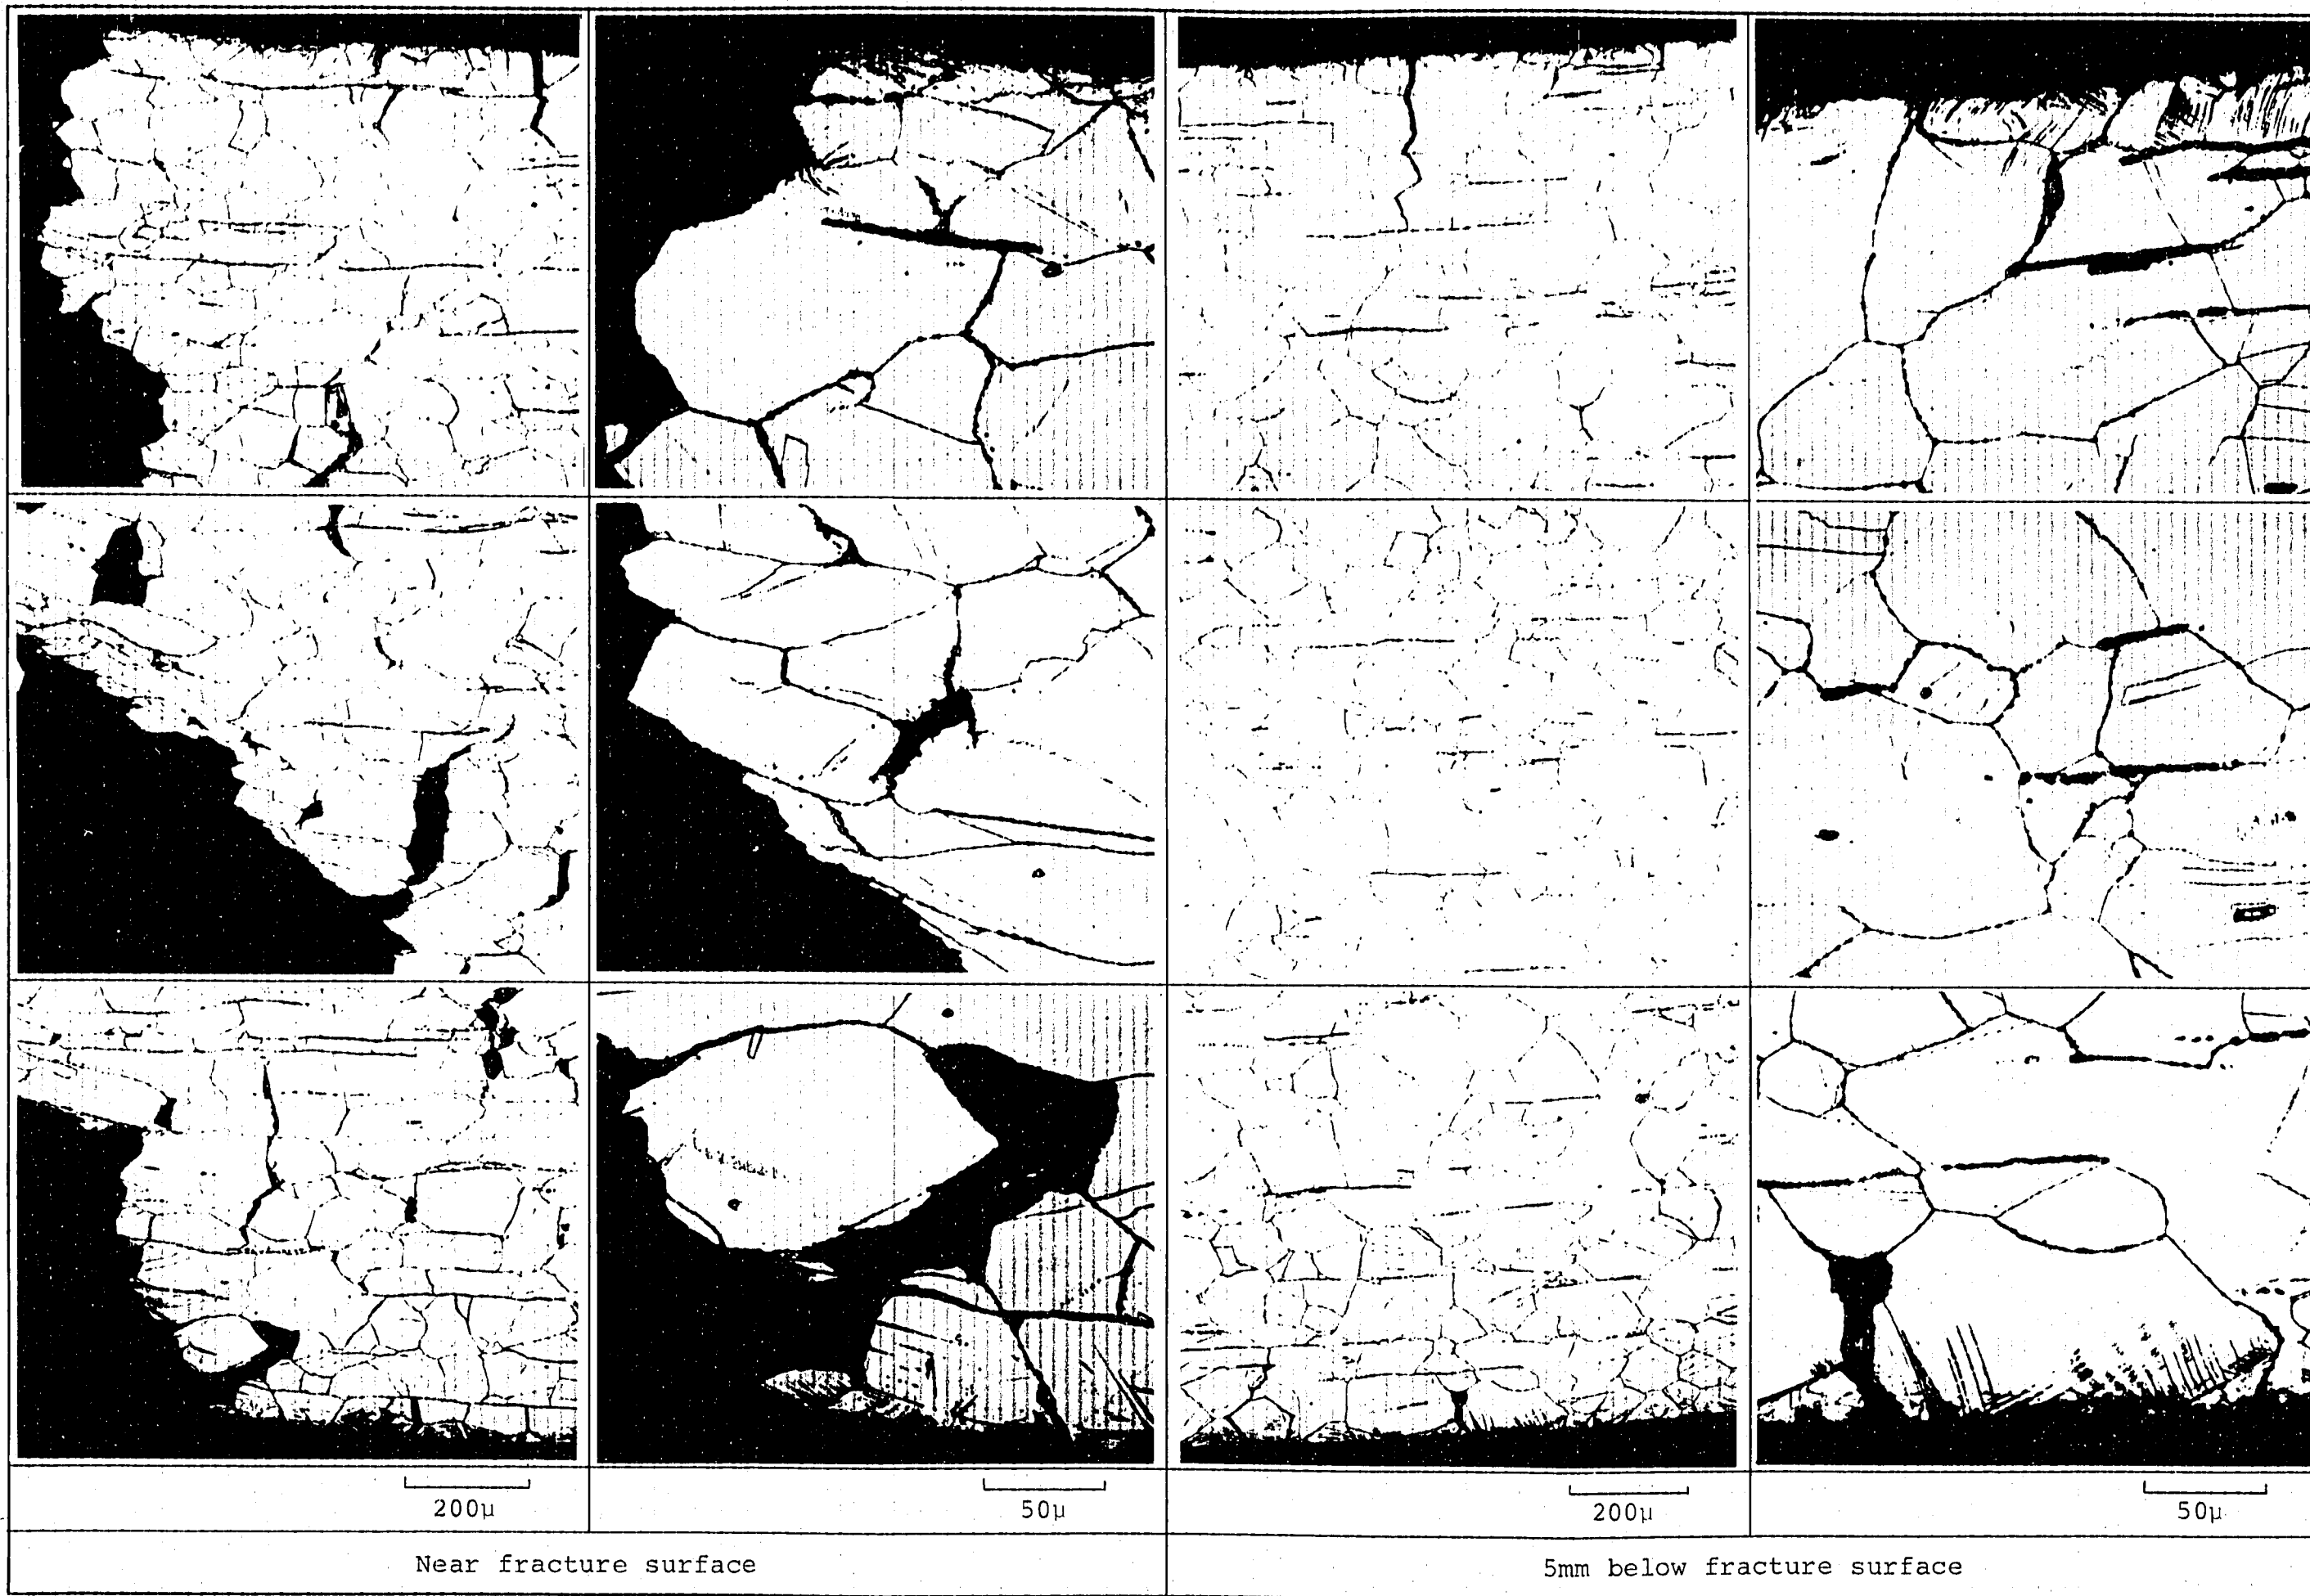 200μ
50μ
200μ
50μ
Near fracture surface
5mm below fracture surface